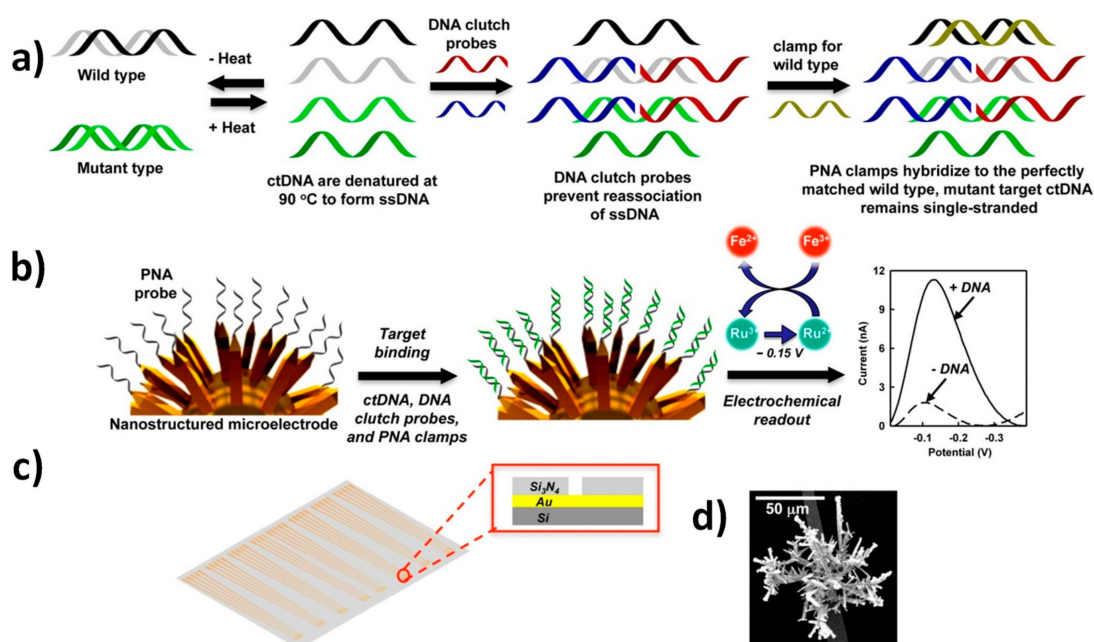 a)
Wild type
Mutant type
- Heat
+ Heat
ctDNA are denatured at
90 °C to form ssDNA
DNA clutch
probes
DNA clutch probes
prevent reassociation
of ssDNA
clamp for
wild type
PNA clamps hybridize to the perfectly
matched wild type, mutant target ctDNA
remains single-stranded
b)
PNA
probe
Nanostructured microelectrode
Target
binding
ctDNA, DNA
clutch probes,
and PNA clamps
Fe2+
Fe3+
Ru3+
Ru2+
– 0.15 V
Electrochemical
readout
Current (nA)
12
9
6
3
0
+ DNA
- DNA
-0.1
-0.2
-0.3
Potential (V)
c)
Si3N4
Au
Si
d)
50 µm